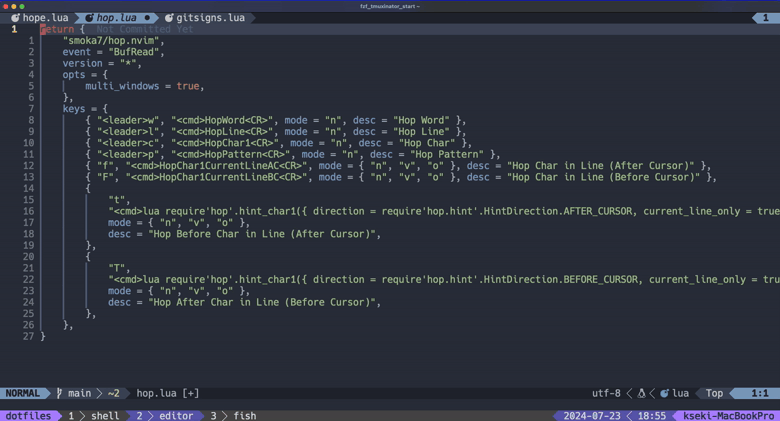 fzf_tmuxinator_start ~
hope.lua hop.lua ● gitsigns.lua 1
1 return { Not Committed Yet
1 "smoka7/hop.nvim",
2 event = "BufRead",
3 version = "*",
4 opts = {
5 multi_windows = true,
6 },
7 keys = {
8 { "<leader>w", "<cmd>HopWord<CR>", mode = "n", desc = "Hop Word" },
9 { "<leader>l", "<cmd>HopLine<CR>", mode = "n", desc = "Hop Line" },
10 { "<leader>c", "<cmd>HopChar1<CR>", mode = "n", desc = "Hop Char" },
11 { "<leader>p", "<cmd>HopPattern<CR>", mode = "n", desc = "Hop Pattern" },
12 { "f", "<cmd>HopChar1CurrentLineAC<CR>", mode = { "n", "v", "o" }, desc = "Hop Char in Line (After Cursor)" },
13 { "F", "<cmd>HopChar1CurrentLineBC<CR>", mode = { "n", "v", "o" }, desc = "Hop Char in Line (Before Cursor)" },
14 {
15 "t",
16 "<cmd>lua require'hop'.hint_char1({ direction = require'hop.hint'.HintDirection.AFTER_CURSOR, current_line_only = true
17 mode = { "n", "v", "o" },
18 desc = "Hop Before Char in Line (After Cursor)",
19 },
20 {
21 "T",
22 "<cmd>lua require'hop'.hint_char1({ direction = require'hop.hint'.HintDirection.BEFORE_CURSOR, current_line_only = tru
23 mode = { "n", "v", "o" },
24 desc = "Hop After Char in Line (Before Cursor)",
25 },
26 },
27 }
NORMAL main ~2 hop.lua [+] utf-8 lua Top 1:1
dotfiles 1 shell 2 editor 3 fish 2024-07-23 18:55 kseki-MacBookPro